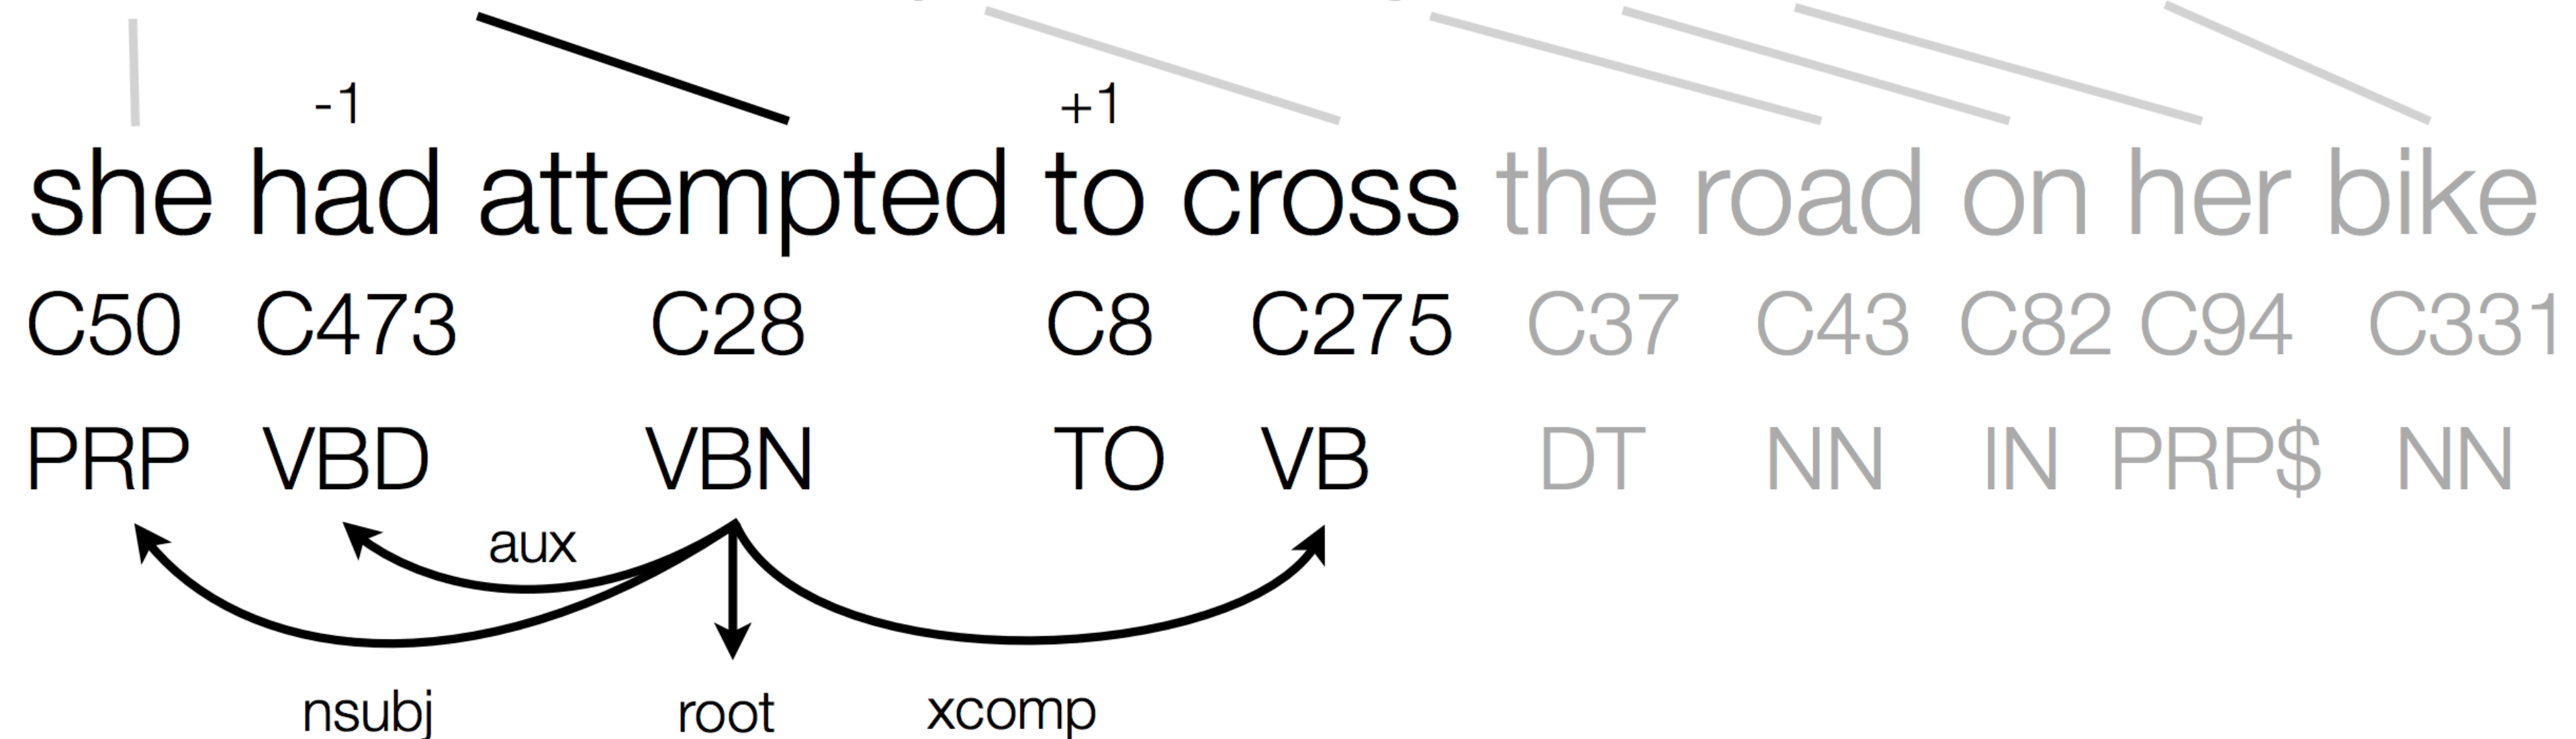 -1 +1
she had attempted to cross the road on her bike
C50 C473 C28 C8 C275 C37 C43 C82 C94 C331
PRP VBD VBN TO VB DT NN IN PRP$ NN
aux
nsubj root xcomp